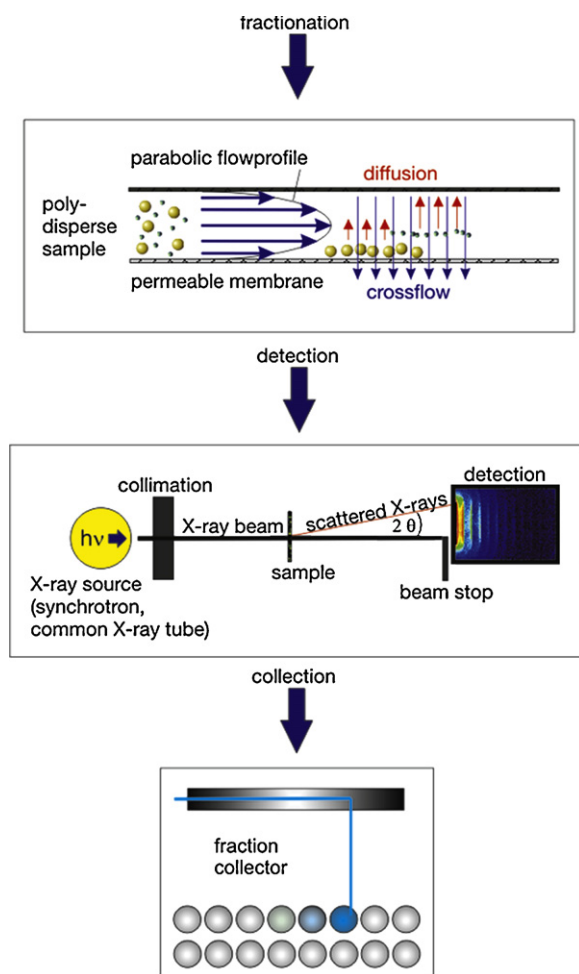 fractionation
parabolic flowprofile
diffusion
poly-
disperse
sample
permeable membrane
crossflow
detection
collimation
detection
hν
X-ray beam
scattered X-rays
2 θ
sample
beam stop
X-ray source
(synchrotron,
common X-ray tube)
collection
fraction
collector